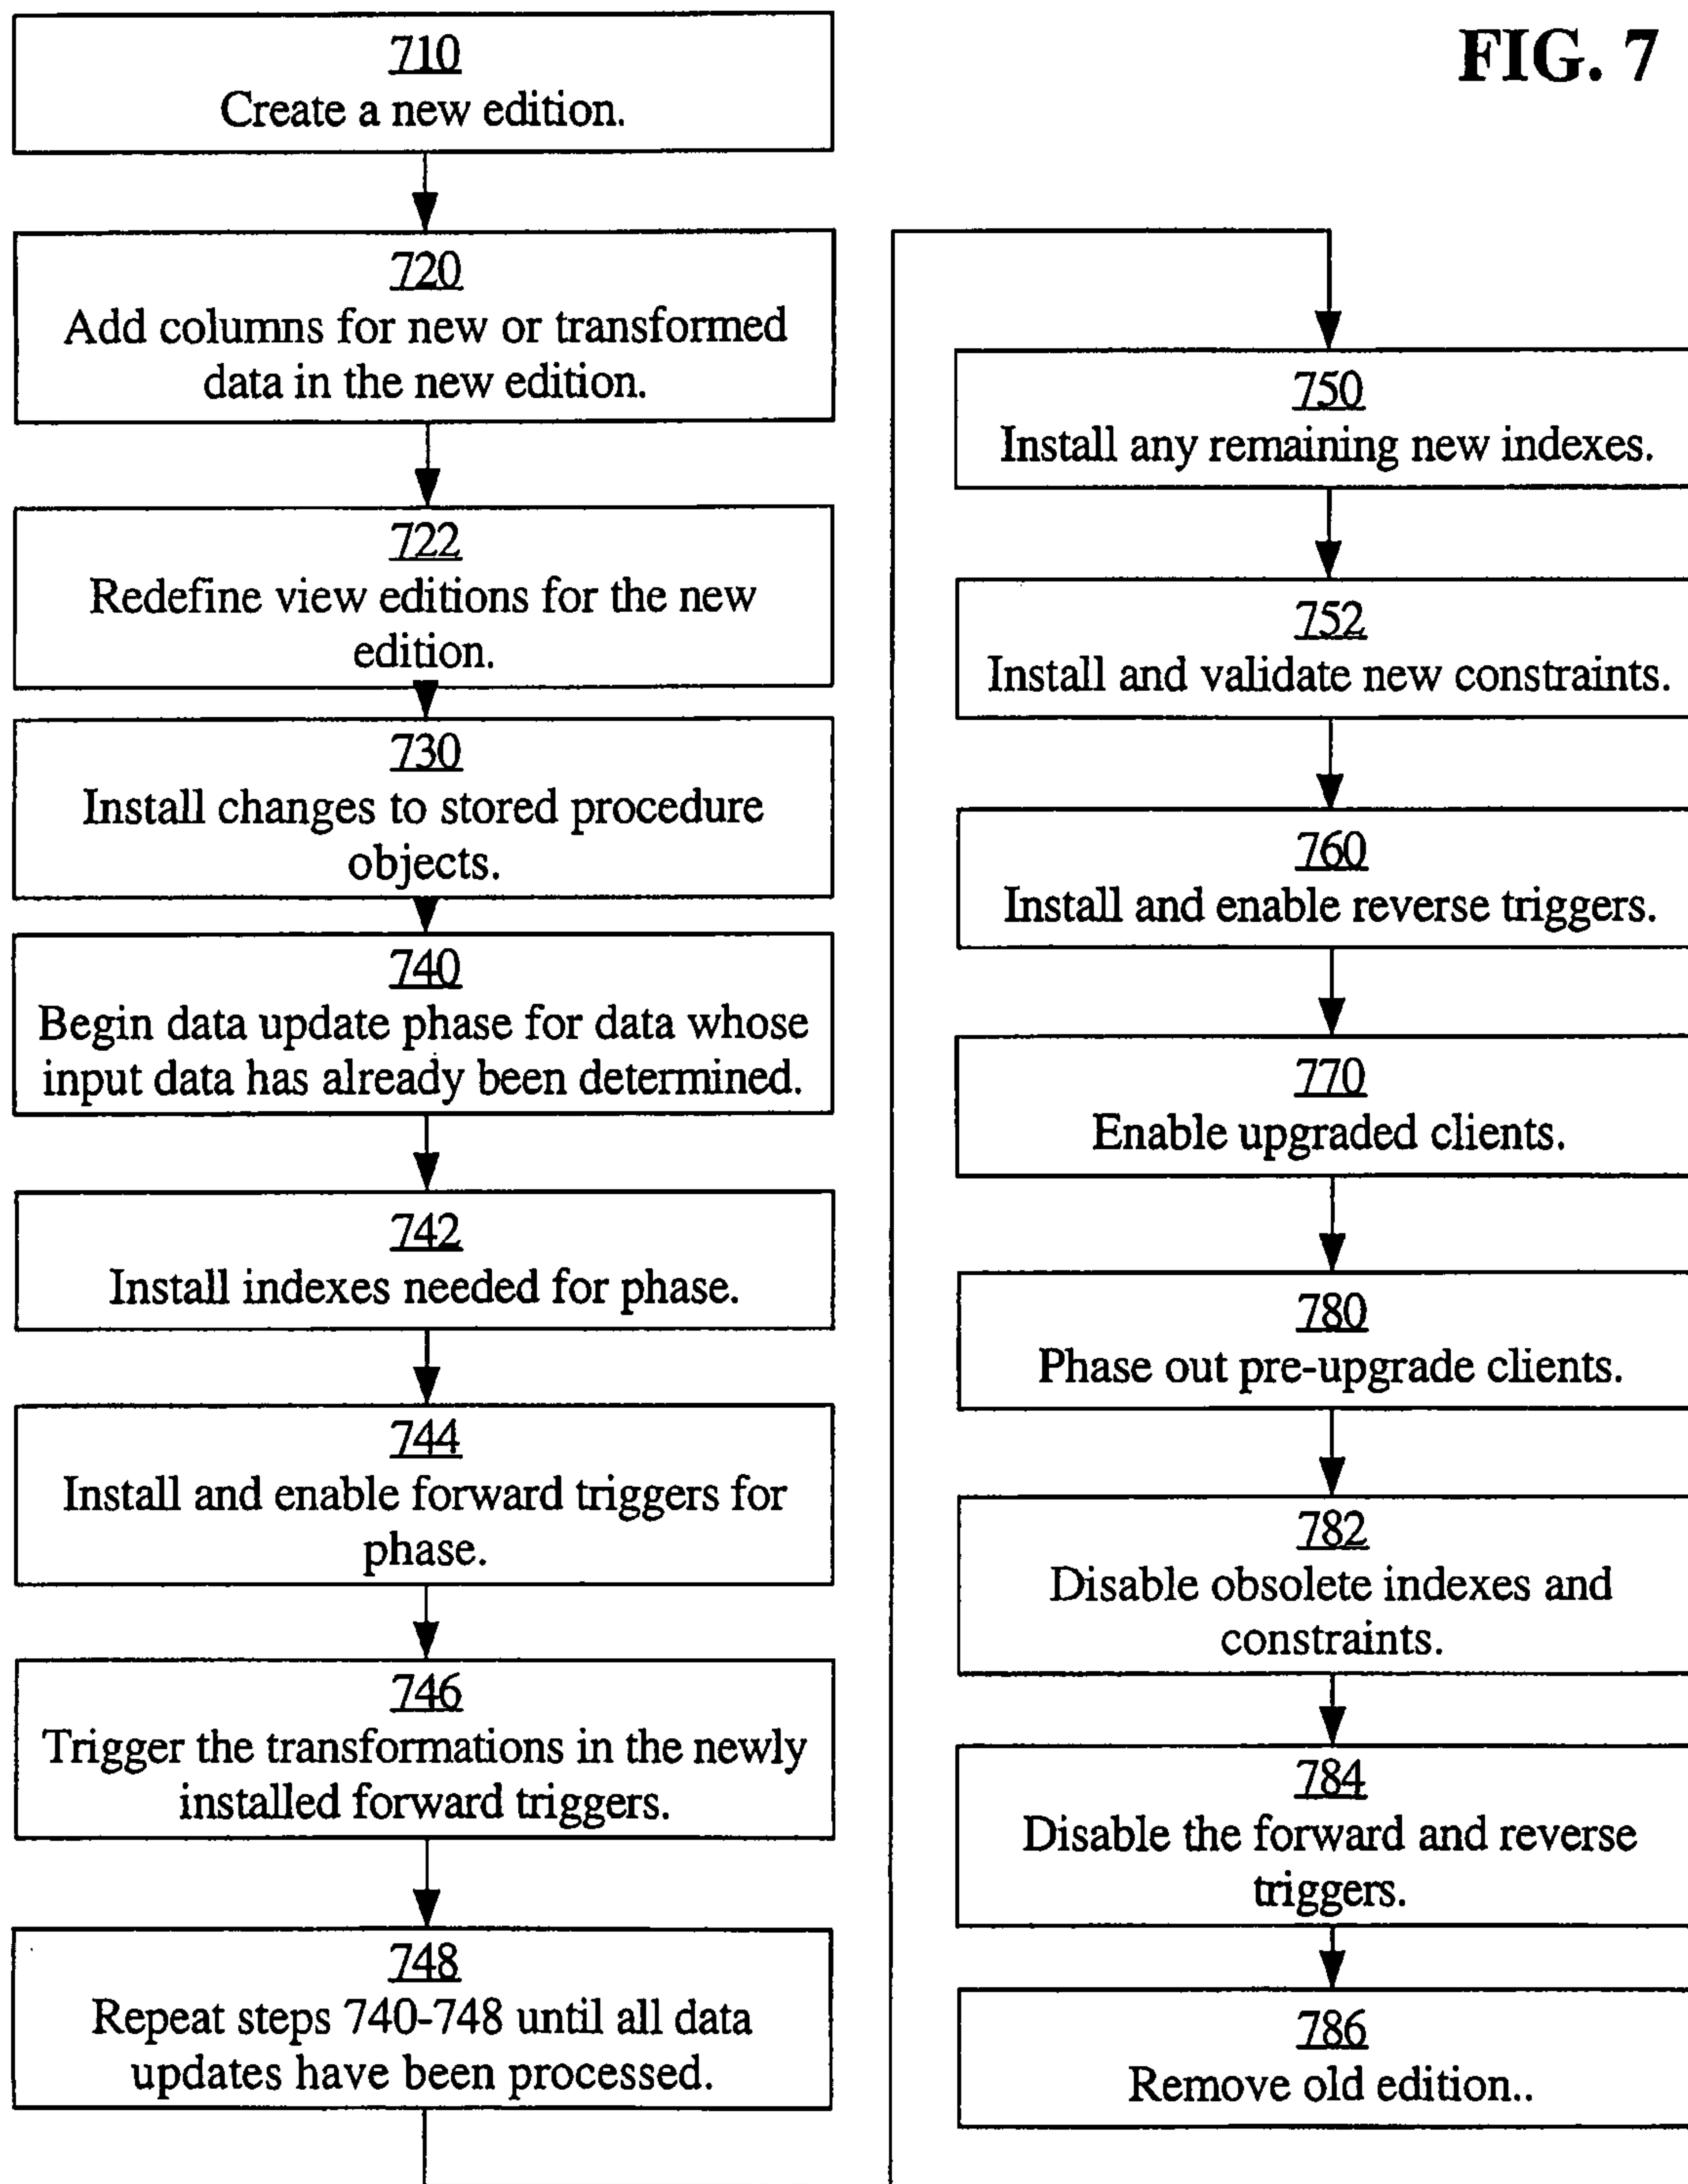 FIG. 7
710
Create a new edition.
720
Add columns for new or transformed
data in the new edition.
722
Redefine view editions for the new
edition.
730
Install changes to stored procedure
objects.
740
Begin data update phase for data whose
input data has already been determined.
742
Install indexes needed for phase.
744
Install and enable forward triggers for
phase.
746
Trigger the transformations in the newly
installed forward triggers.
748
Repeat steps 740-748 until all data
updates have been processed.
750
Install any remaining new indexes.
752
Install and validate new constraints.
760
Install and enable reverse triggers.
770
Enable upgraded clients.
780
Phase out pre-upgrade clients.
782
Disable obsolete indexes and
constraints.
784
Disable the forward and reverse
triggers.
786
Remove old edition..